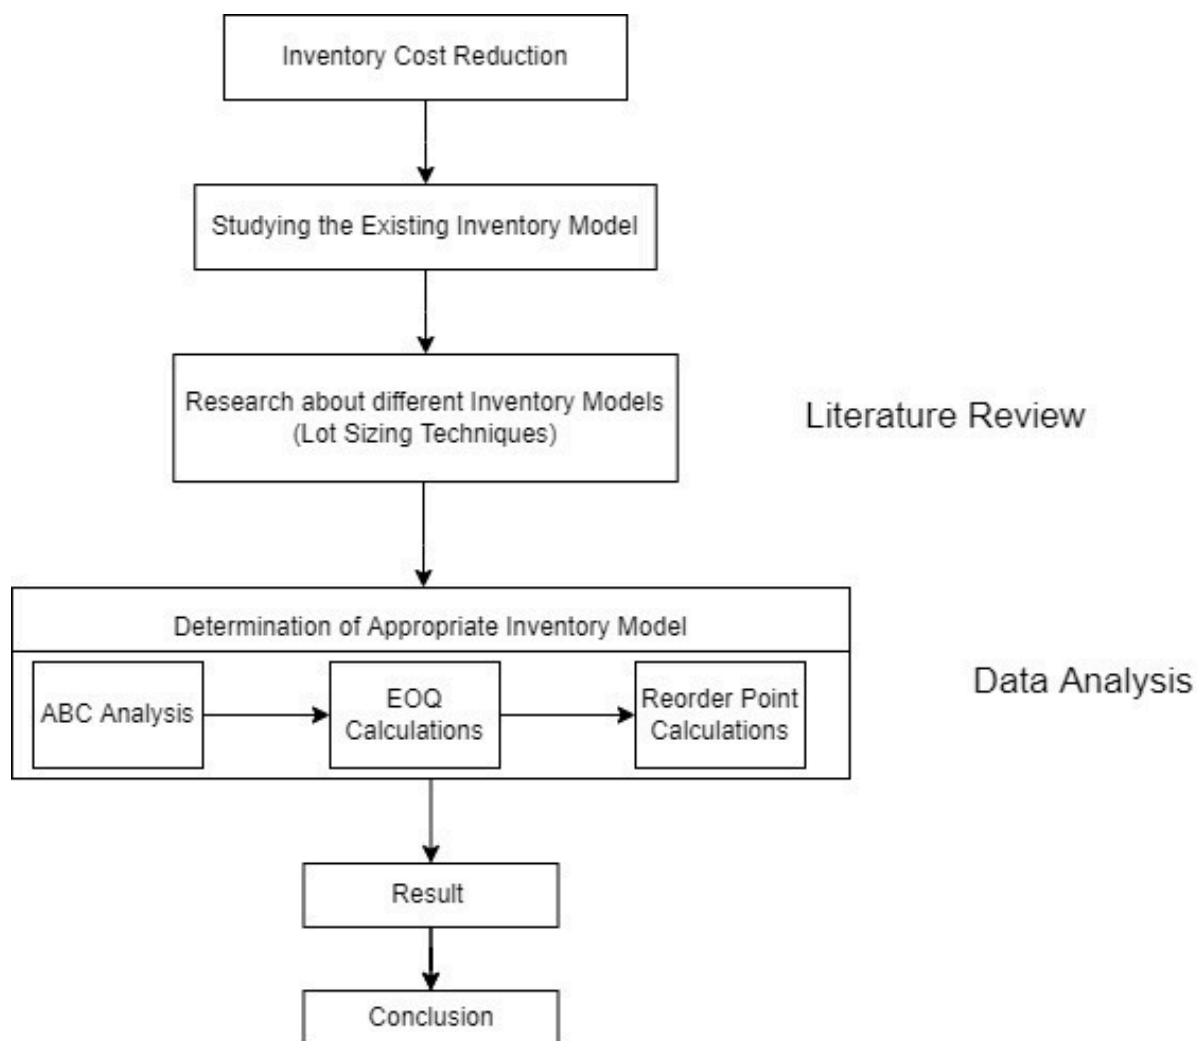 Inventory Cost Reduction
Studying the Existing Inventory Model
Research about different Inventory Models
(Lot Sizing Techniques)
Literature Review
Determination of Appropriate Inventory Model
ABC Analysis
EOQ
Calculations
Reorder Point
Calculations
Data Analysis
Result
Conclusion